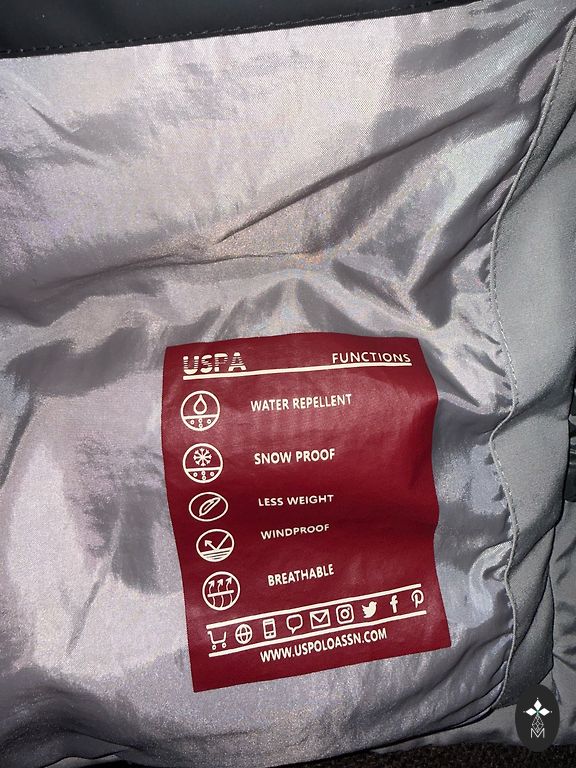 USPA FUNCTIONS
WATER REPELLENT
SNOW PROOF
LESS WEIGHT
WINDPROOF
BREATHABLE
WWW.USPOLOASSN.COM
M